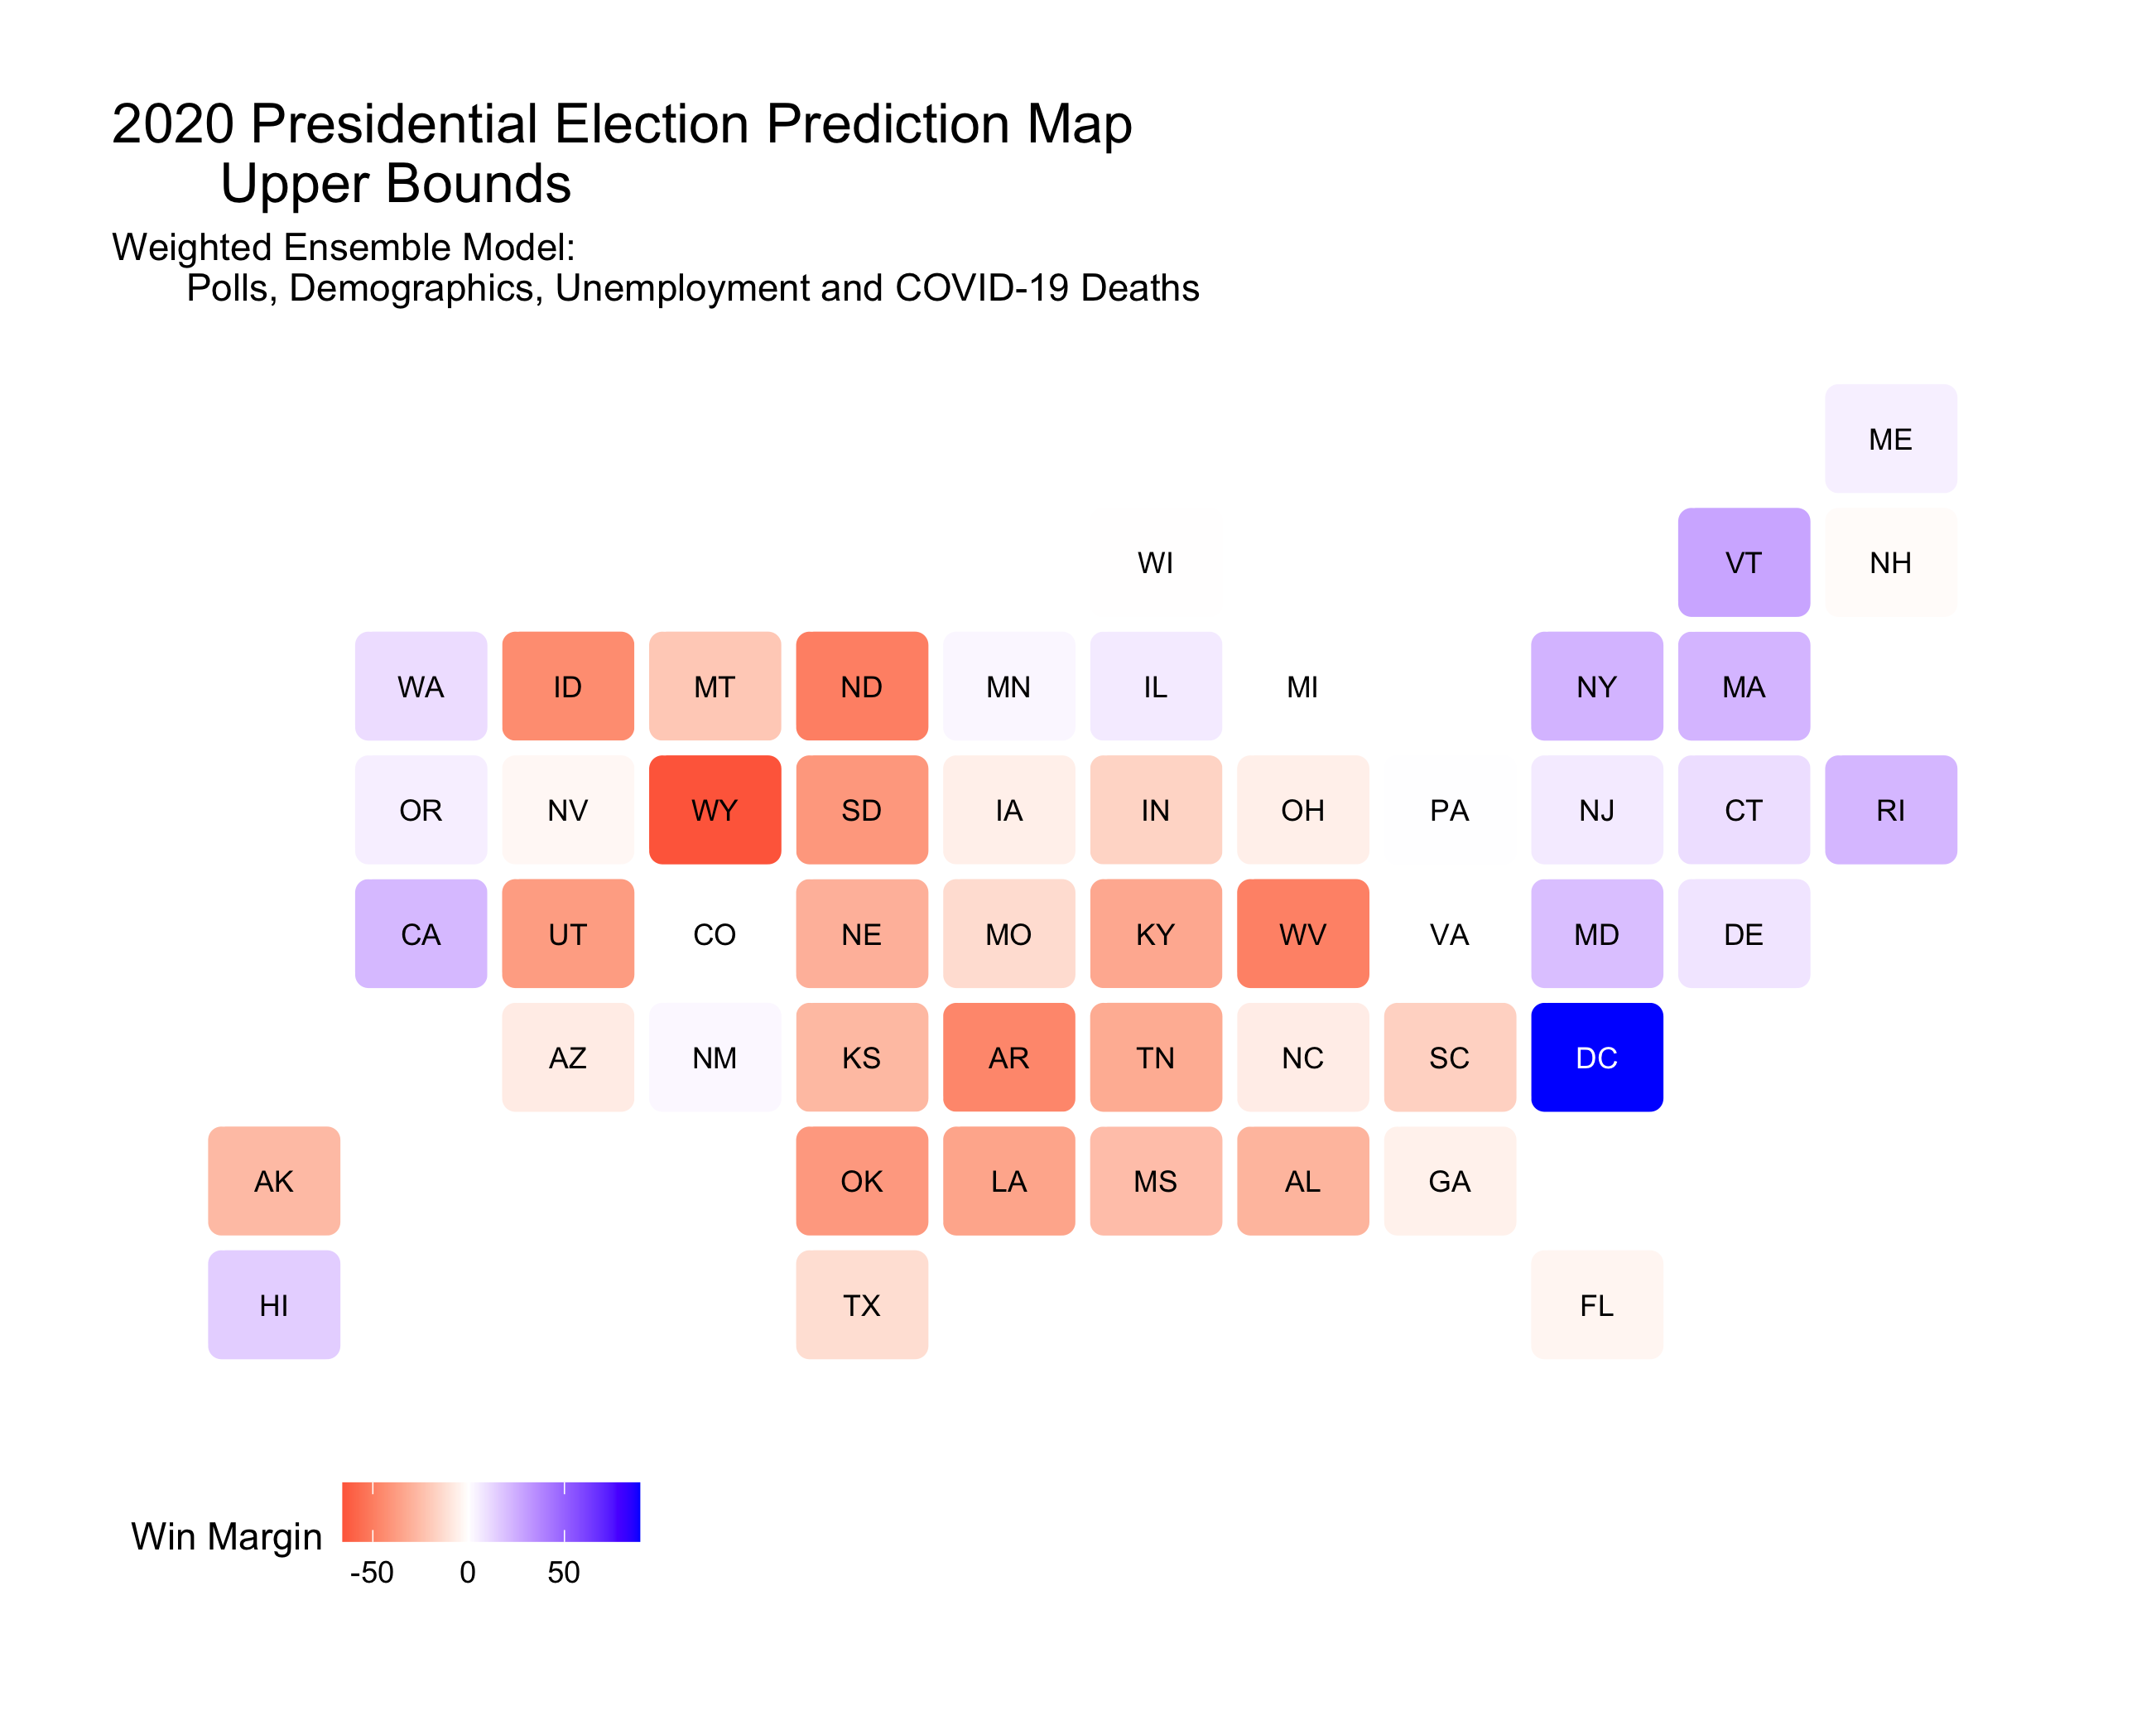 2020 Presidential Election Prediction Map
Upper Bounds
Weighted Ensemble Model:
Polls, Demographics, Unemployment and COVID-19 Deaths
ME
WI VT NH
WA ID MT ND MN IL MI NY MA
OR NV WY SD IA IN OH PA NJ CT RI
CA UT CO NE MO KY WV VA MD DE
AZ NM KS AR TN NC SC DC
AK OK LA MS AL GA
HI TX FL
Win Margin
-50 0 50